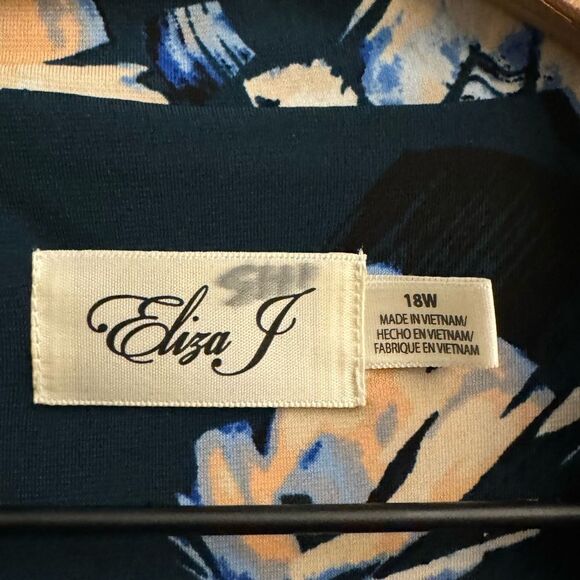 Eliza J
18W
MADE IN VIETNAM/
HECHO EN VIETNAM/
FABRIQUE EN VIETNAM